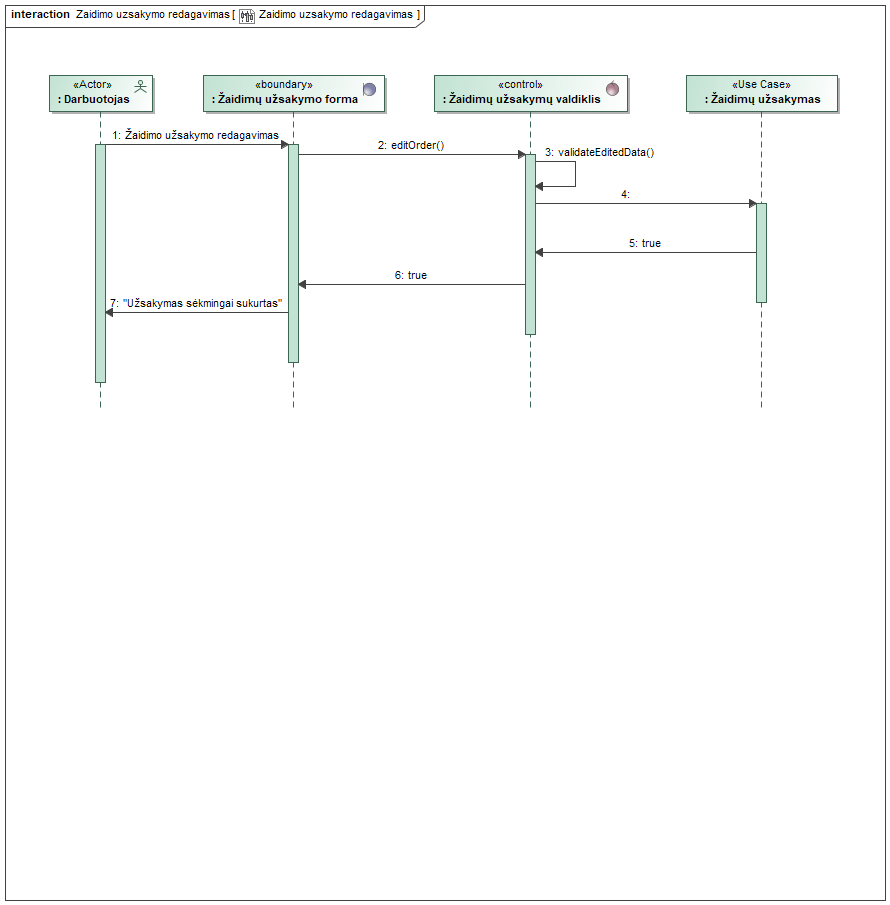 interaction Zaidimo uzsakymo redagavimas [ Zaidimo uzsakymo redagavimas ]
«Actor»
: Darbuotojas
«boundary»
: Žaidimų užsakymo forma
«control»
: Žaidimų užsakymų valdiklis
«Use Case»
: Žaidimų užsakymas
1: Žaidimo užsakymo redagavimas
2: editOrder()
3: validateEditedData()
4:
5: true
6: true
7: "Užsakymas sėkmingai sukurtas"